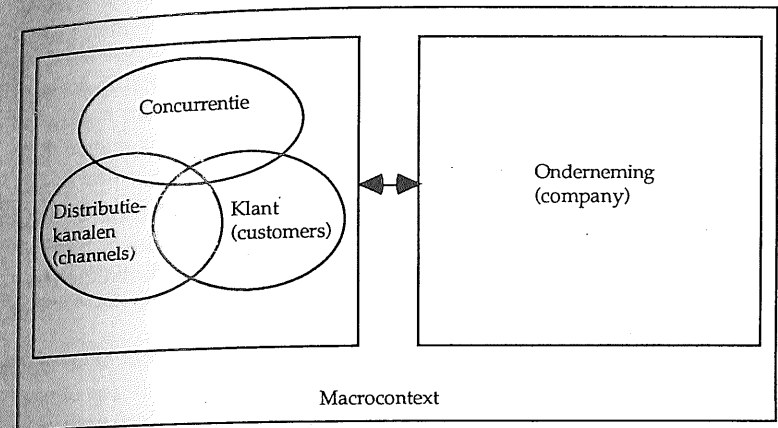 Concurrentie
Distributie-
kanalen
(channels)
Klant
(customers)
Onderneming
(company)
Macrocontext